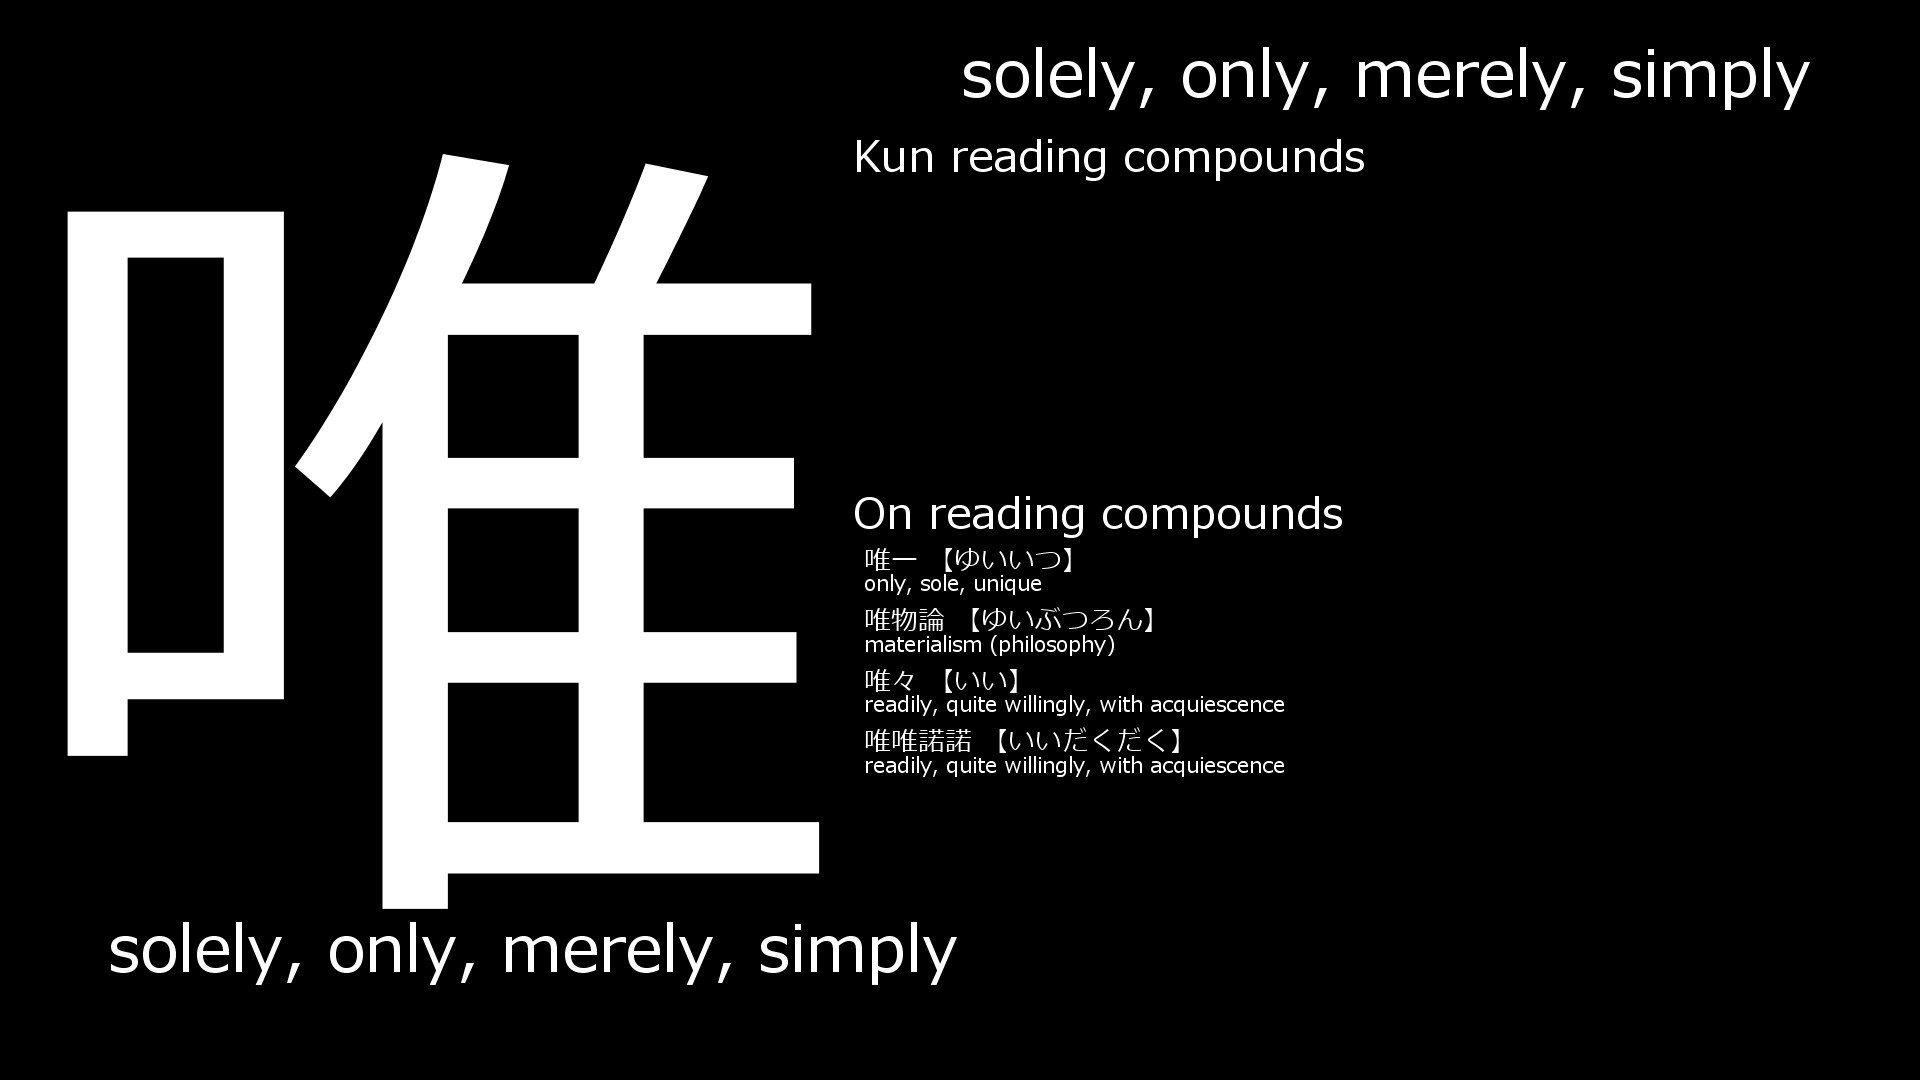 solely, only, merely, simply
唯
Kun reading compounds
On reading compounds
唯一 【ゆいいつ】
only, sole, unique
唯物論 【ゆいぶつろん】
materialism (philosophy)
唯々 【いい】
readily, quite willingly, with acquiescence
唯唯諾諾 【いいだくだく】
readily, quite willingly, with acquiescence
solely, only, merely, simply